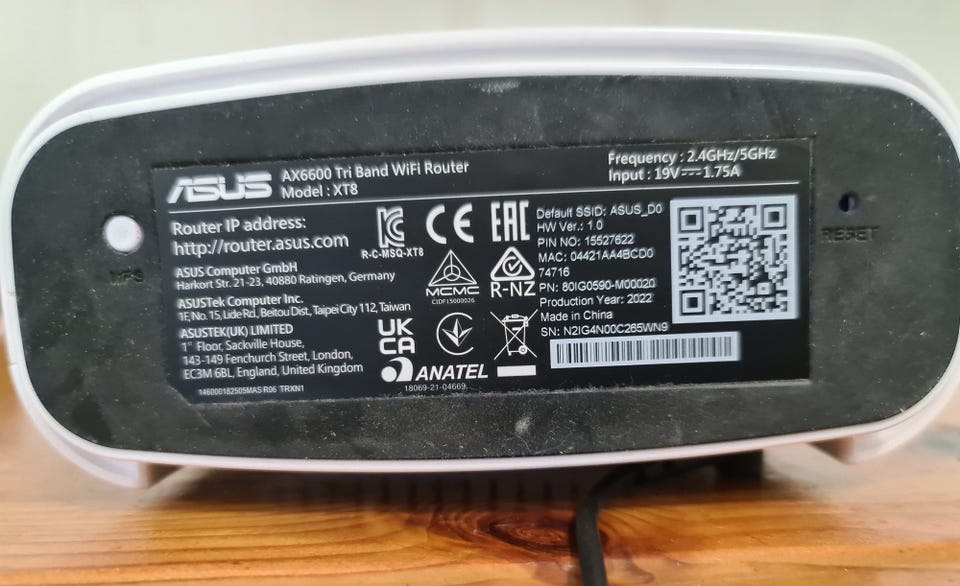 ASUS
AX6600 Tri Band WiFi Router
Model : XT8
Frequency : 2.4GHz/5GHz
Input : 19V⎓1.75A
Router IP address:
http://router.asus.com
ASUS Computer GmbH
Harkort Str. 21-23, 40880 Ratingen, Germany
ASUSTek Computer Inc.
1F, No. 15, Lide Rd., Beitou Dist., Taipei City 112, Taiwan
ASUSTEK(UK) LIMITED
1° Floor, Sackville House,
143-149 Fenchurch Street, London,
EC3M 6BL, England, United Kingdom
146000182505MAS R06 TRXN1
R-C-MSQ-XT8
CE
EAC
MCMC
CIDF15000026
R-NZ
UK
CA
ANATEL
18069-21-04669
Default SSID: ASUS_D0
HW Ver.: 1.0
PIN NO: 15527622
MAC: 04421AA4BCD0
74716
PN: 80IG0590-M00020
Production Year: 2022
Made in China
SN: N2IG4N00C265WN9
WPS
RESET